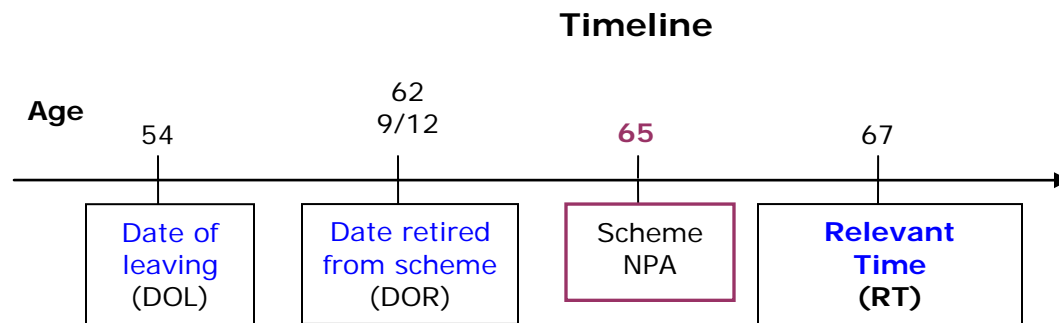 Timeline
Age
54
62
9/12
65
67
Date of
leaving
(DOL)
Date retired
from scheme
(DOR)
Scheme
NPA
Relevant
Time
(RT)